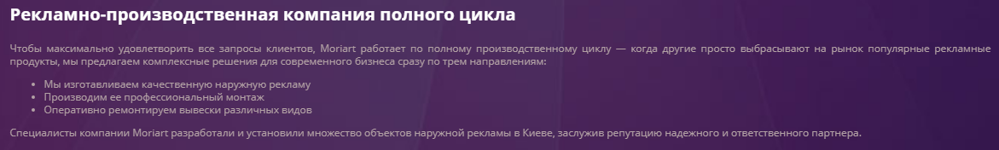 Рекламно-производственная компания полного цикла
Чтобы максимально удовлетворить все запросы клиентов, Moriart работает по полному производственному циклу — когда другие просто выбрасывают на рынок популярные рекламные
продукты, мы предлагаем комплексные решения для современного бизнеса сразу по трем направлениям:
• Мы изготавливаем качественную наружную рекламу
• Производим ее профессиональный монтаж
• Оперативно ремонтируем вывески различных видов
Специалисты компании Moriart разработали и установили множество объектов наружной рекламы в Киеве, заслужив репутацию надежного и ответственного партнера.